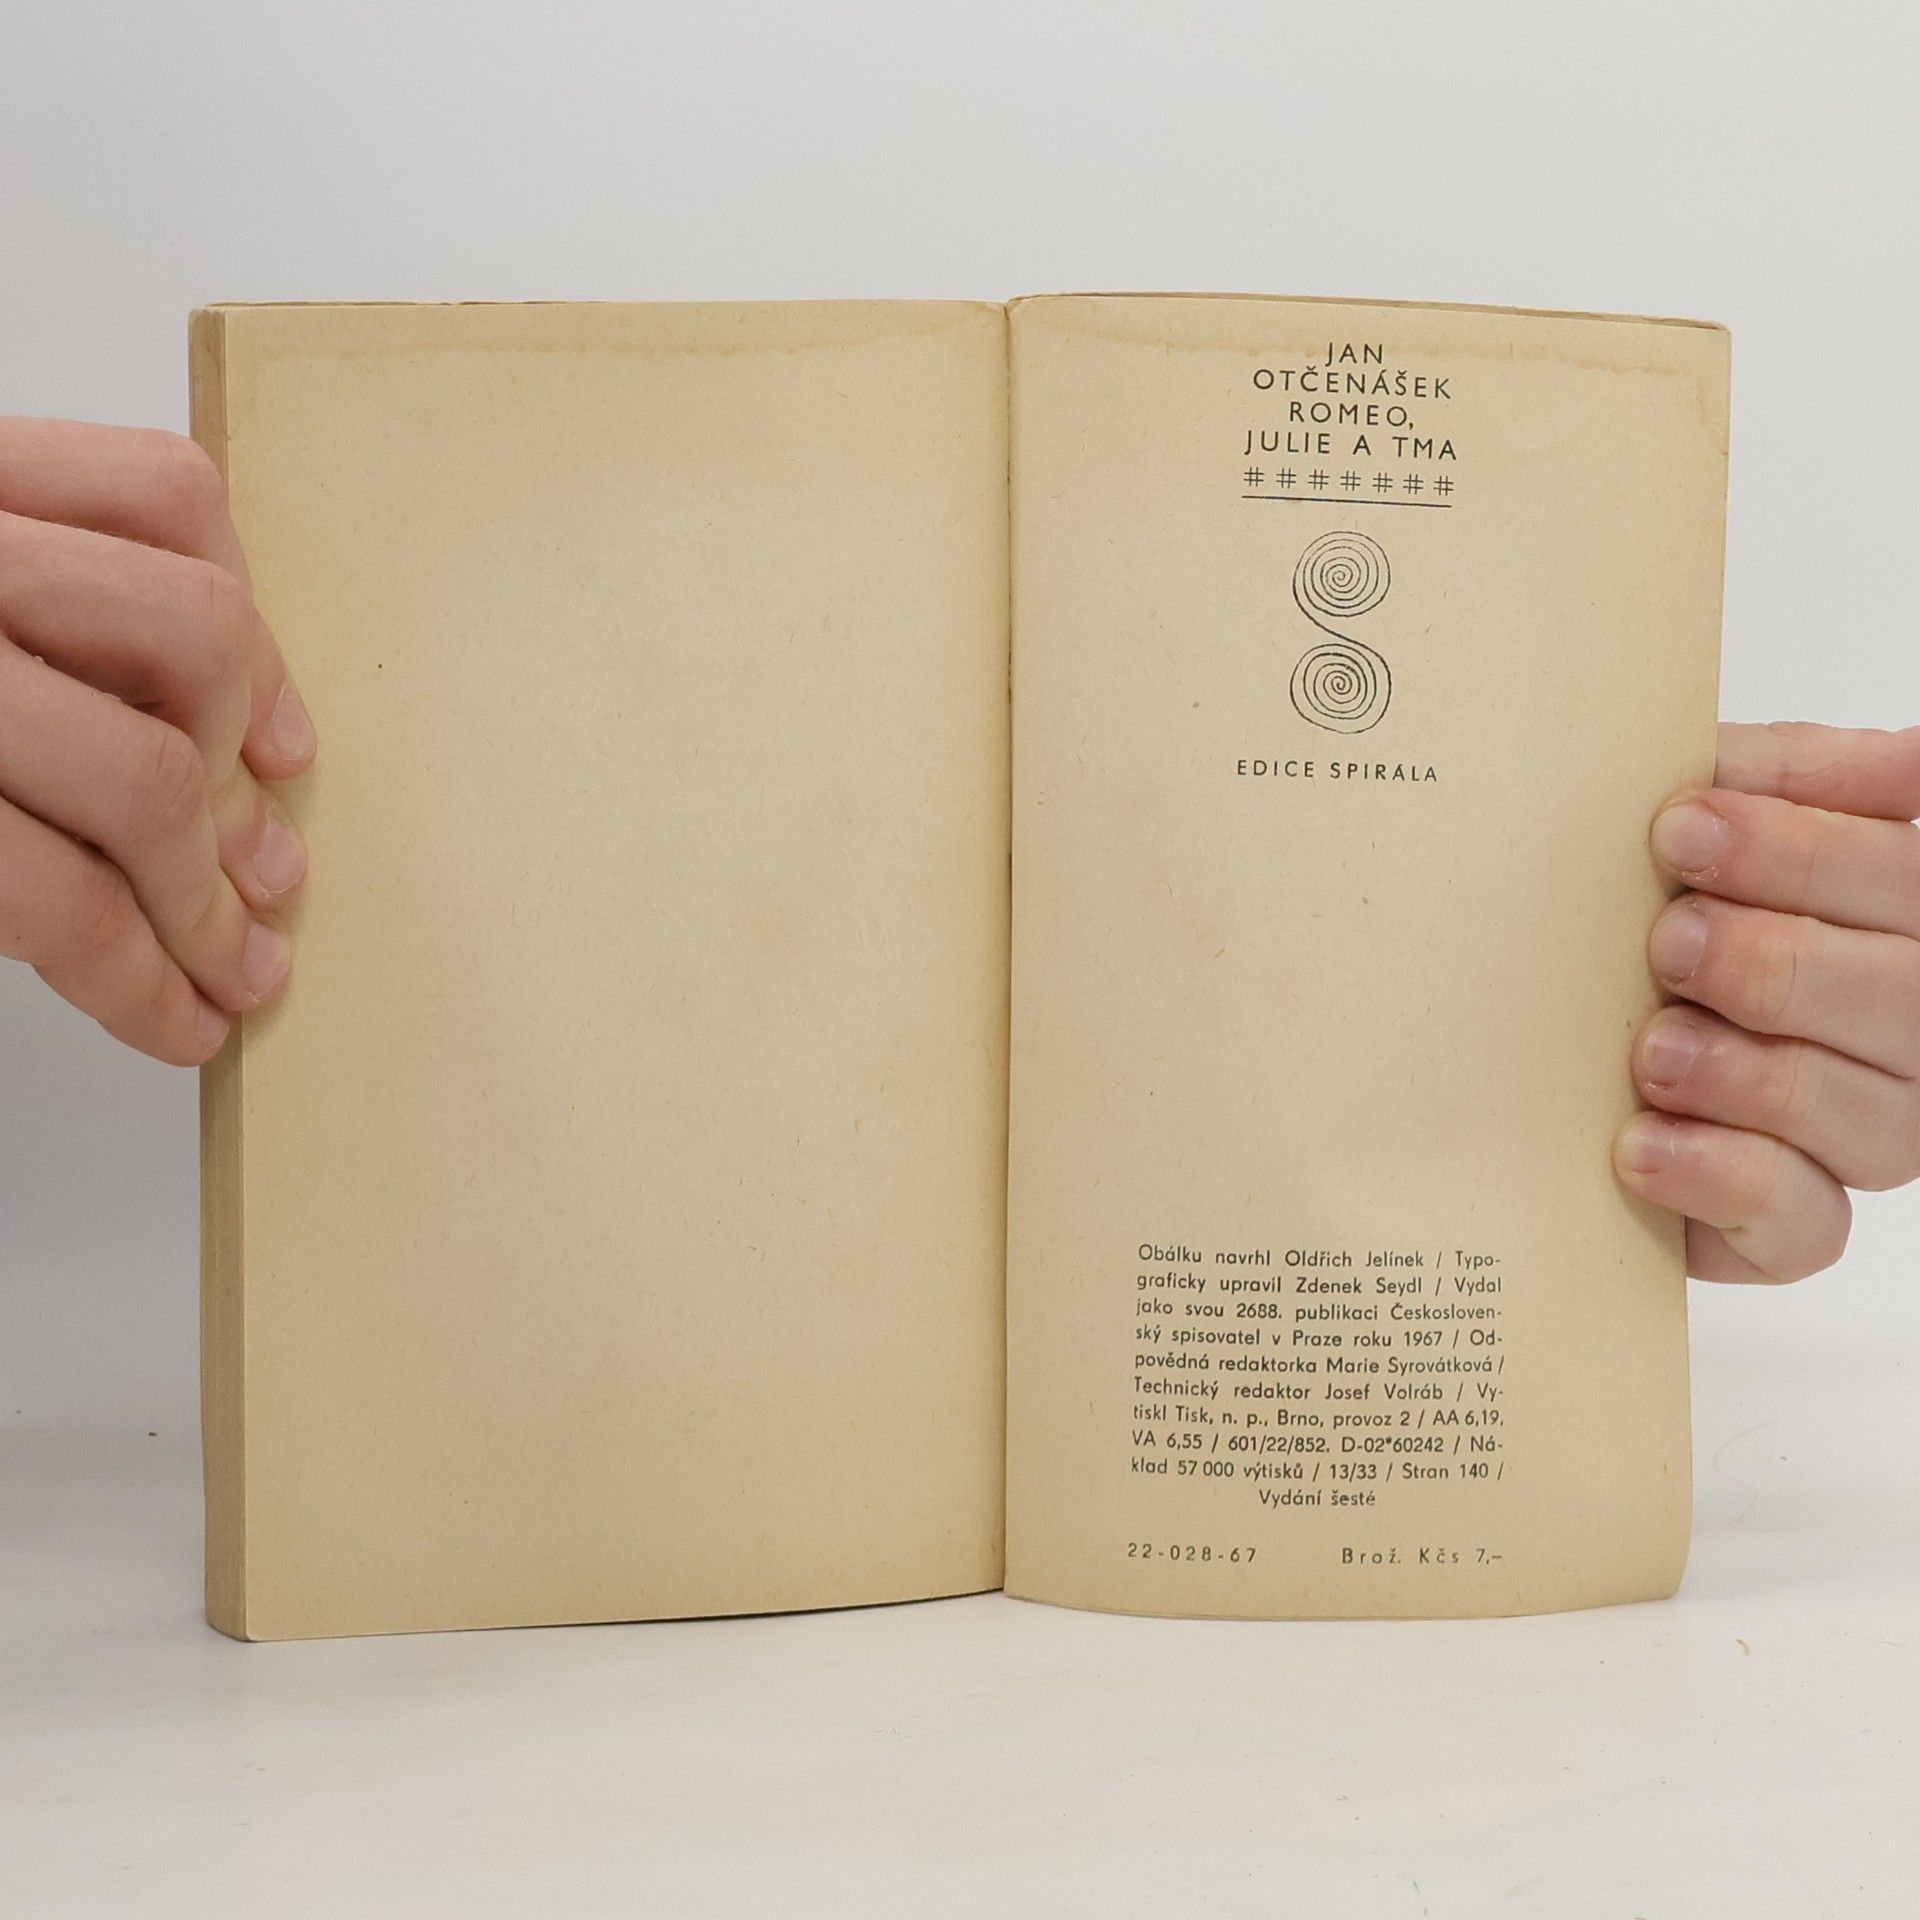 JAN
OTČENÁŠEK
ROMEO,
JULIE A TMA
# # # # # # #
EDICE SPIRÁLA
Obálku navrhl Oldřich Jelínek / Typo-
graficky upravil Zdenek Seydl / Vydal
jako svou 2688. publikaci Českosloven-
ský spisovatel v Praze roku 1967 / Od-
povědná redaktorka Marie Syrovátková /
Technický redaktor Josef Volráb / Vy-
tiskl Tisk, n. p., Brno, provoz 2 / AA 6,19.
VA 6,55 / 601/22/852. D-02*60242 / Ná-
klad 57 000 výtisků / 13/33 / Stran 140 /
Vydání šesté
22-028-67 Brož. Kčs 7,–